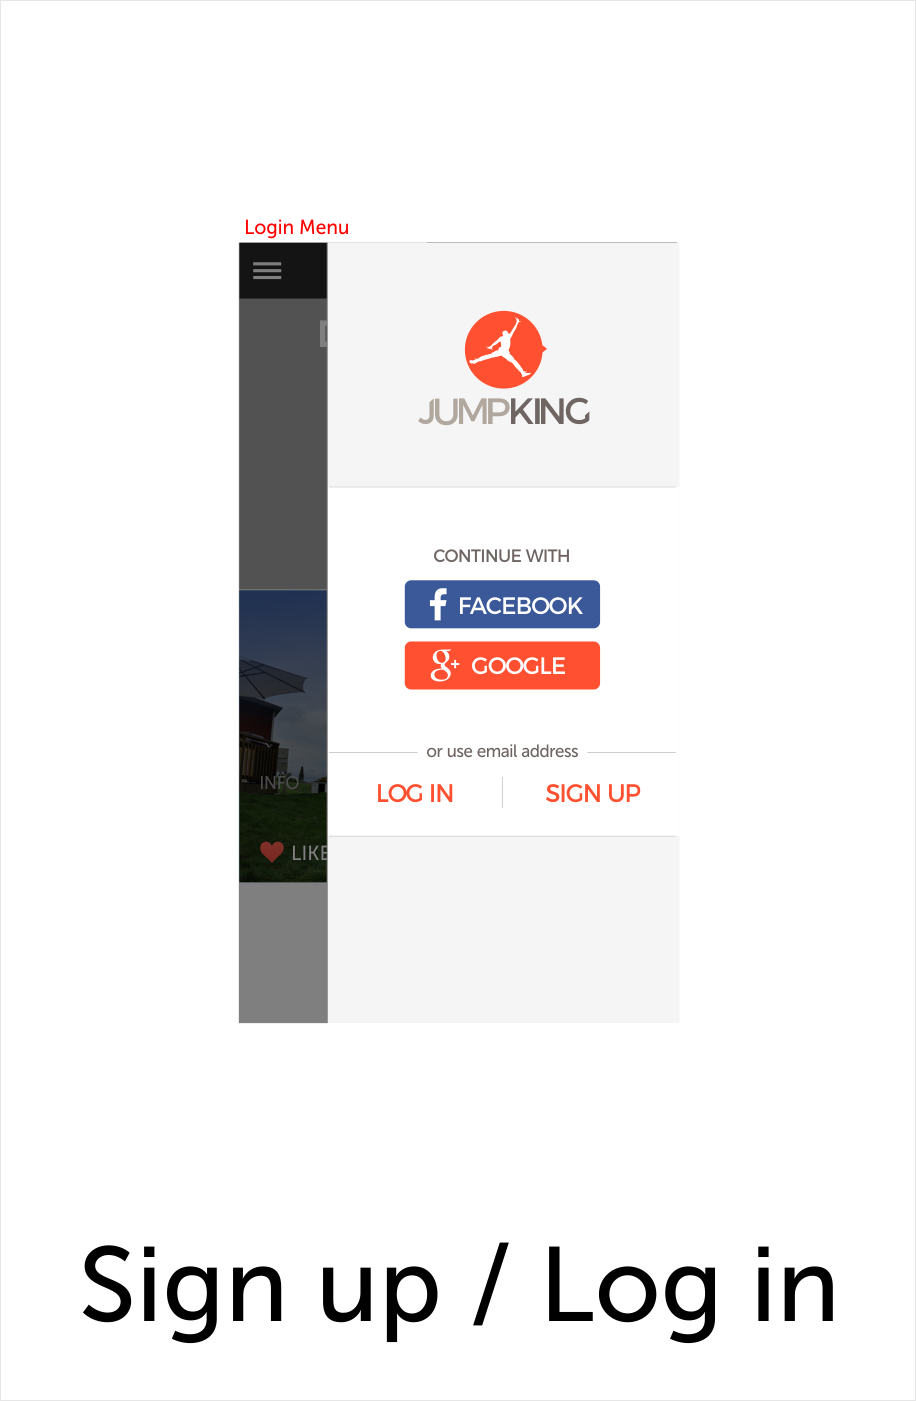 Login Menu
JUMPKING
CONTINUE WITH
f FACEBOOK
g+ GOOGLE
or use email address
LOG IN
SIGN UP
INFO
LIKE
Sign up / Log in